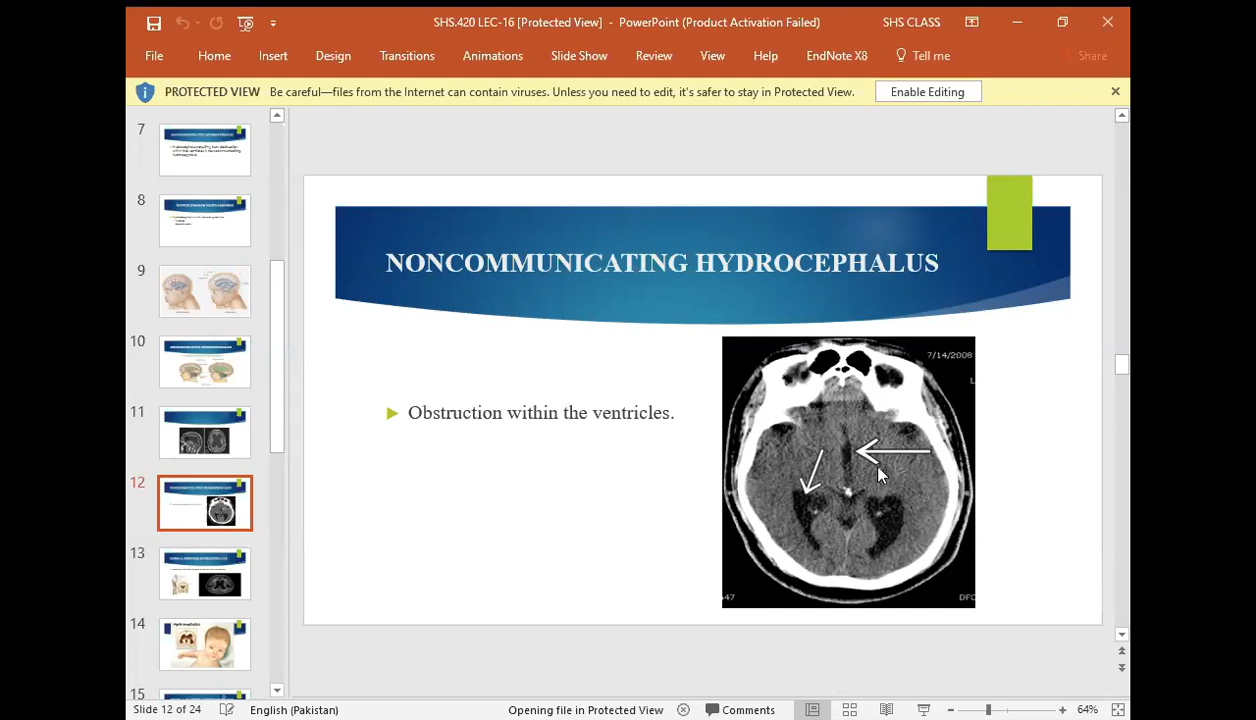 SHS.420 LEC-16 [Protected View] - PowerPoint (Product Activation Failed)
SHS CLASS
File Home Insert Design Transitions Animations Slide Show Review View Help EndNote X8 Tell me Share
PROTECTED VIEW Be careful—files from the Internet can contain viruses. Unless you need to edit, it's safer to stay in Protected View. Enable Editing
7
8
9
10
11
12
13
14
15
NONCOMMUNICATING HYDROCEPHALUS
Obstruction within the ventricles.
7/14/2008
L
47
DFO
Slide 12 of 24 English (Pakistan) Opening file in Protected View Comments 64%